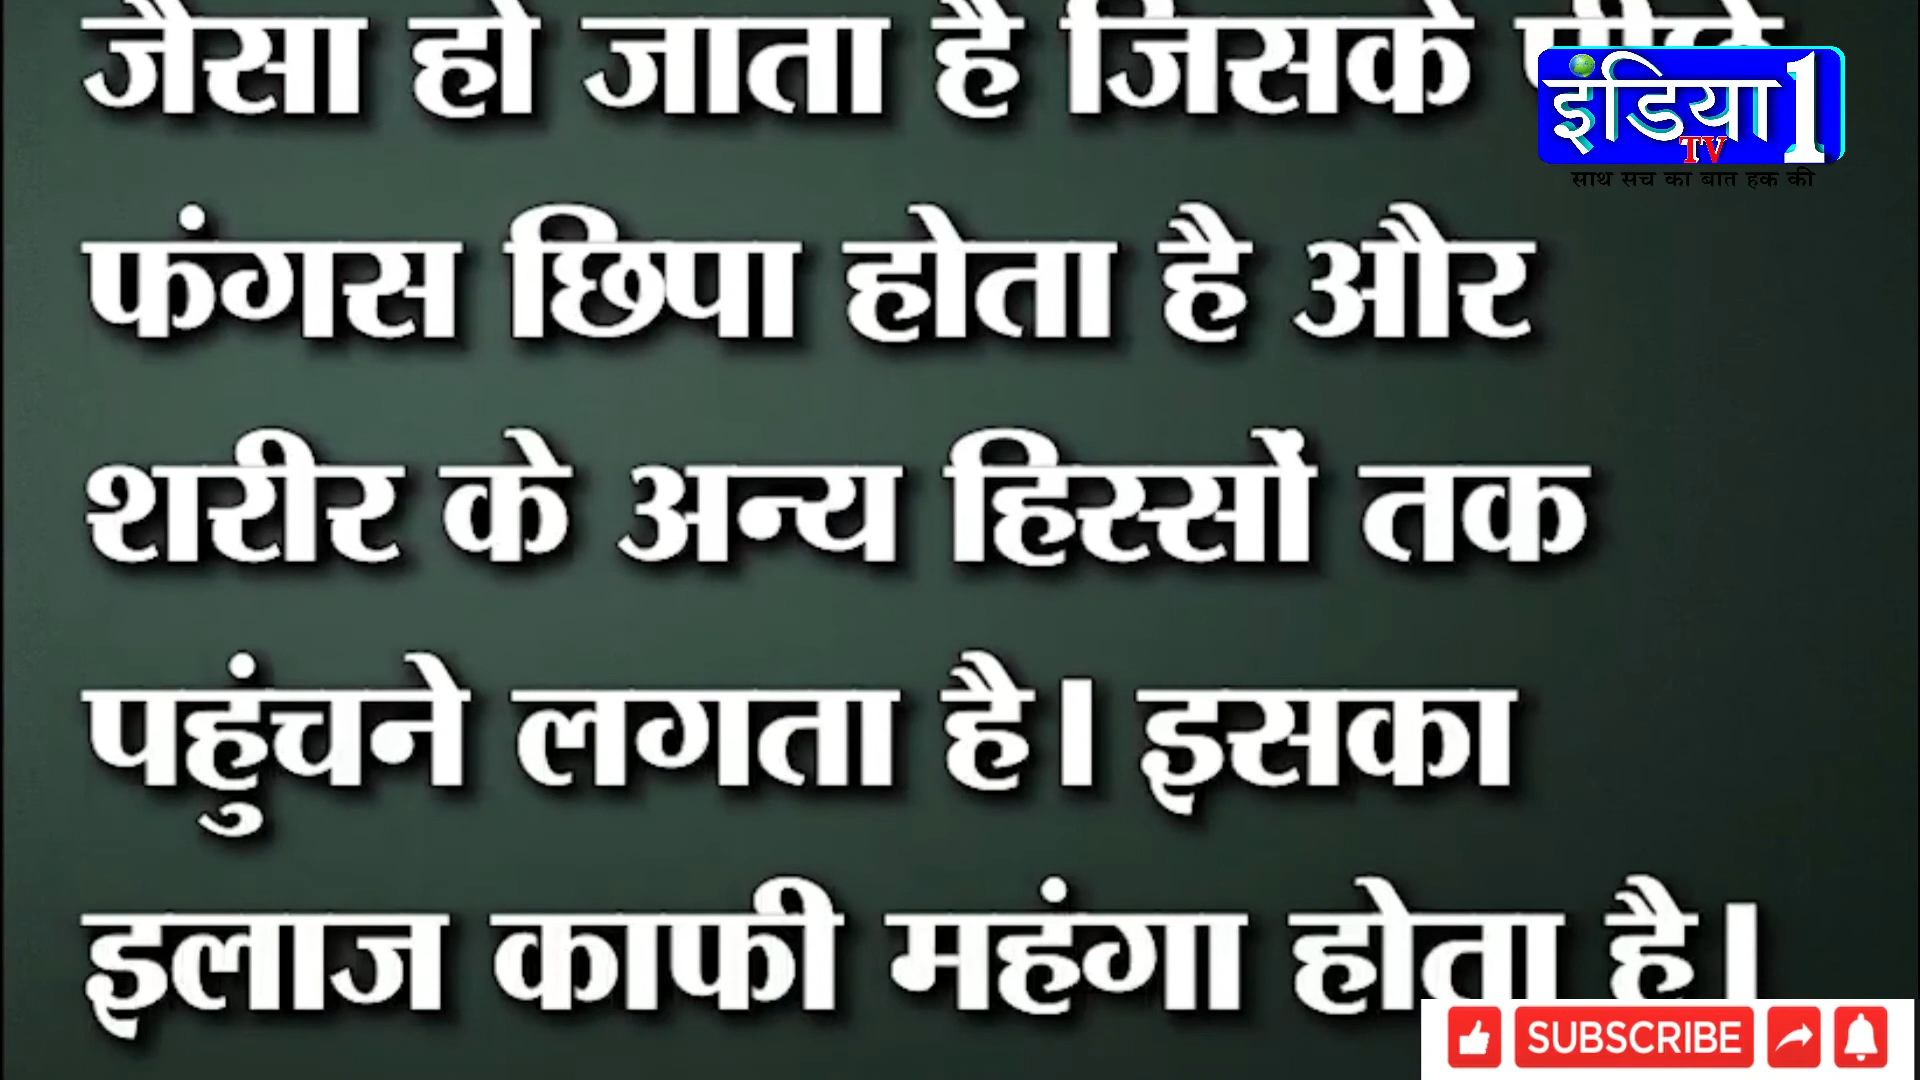 जैसा हो जाता है जिसके
इंडिया 1
TV
साथ सच का बात हक की
फंगस छिपा होता है और
शरीर के अन्य हिस्सों तक
पहुंचने लगता है। इसका
इलाज काफी महंगा होता है।
SUBSCRIBE